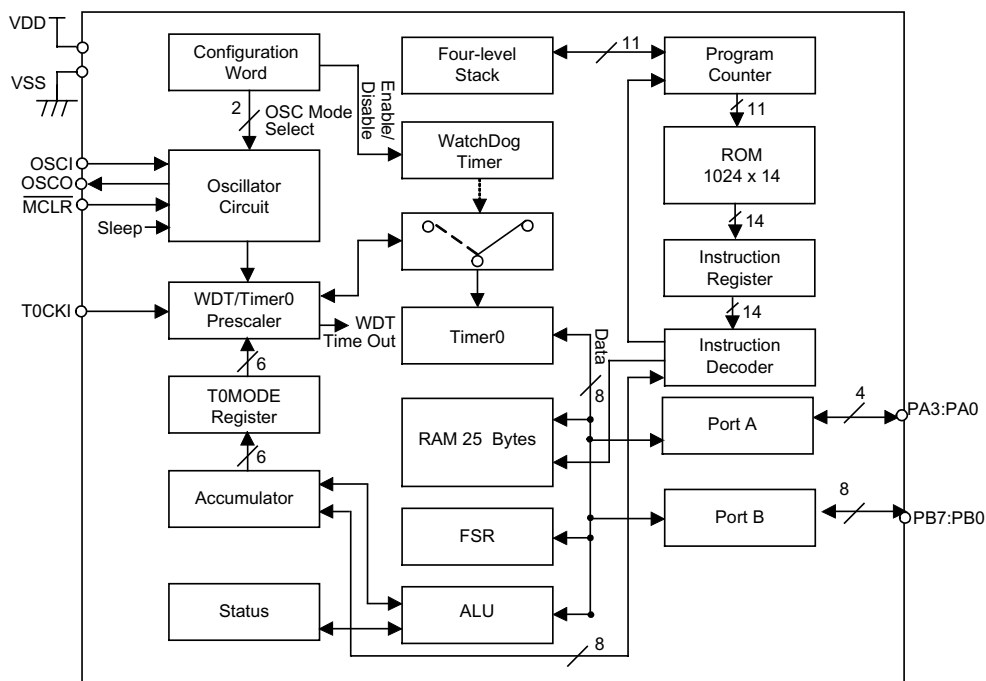 VDD
VSS
Configuration
Word
2
OSC Mode
Select
Enable/
Disable
Four-level
Stack
11
Program
Counter
11
WatchDog
Timer
ROM
1024 x 14
14
OSCI
OSCO
MCLR
Sleep
Oscillator
Circuit
Instruction
Register
14
T0CKI
WDT/Timer0
Prescaler
WDT
Time Out
Timer0
Data
8
Instruction
Decoder
6
T0MODE
Register
6
RAM 25 Bytes
Port A
4
PA3:PA0
Accumulator
FSR
Port B
8
PB7:PB0
Status
ALU
8